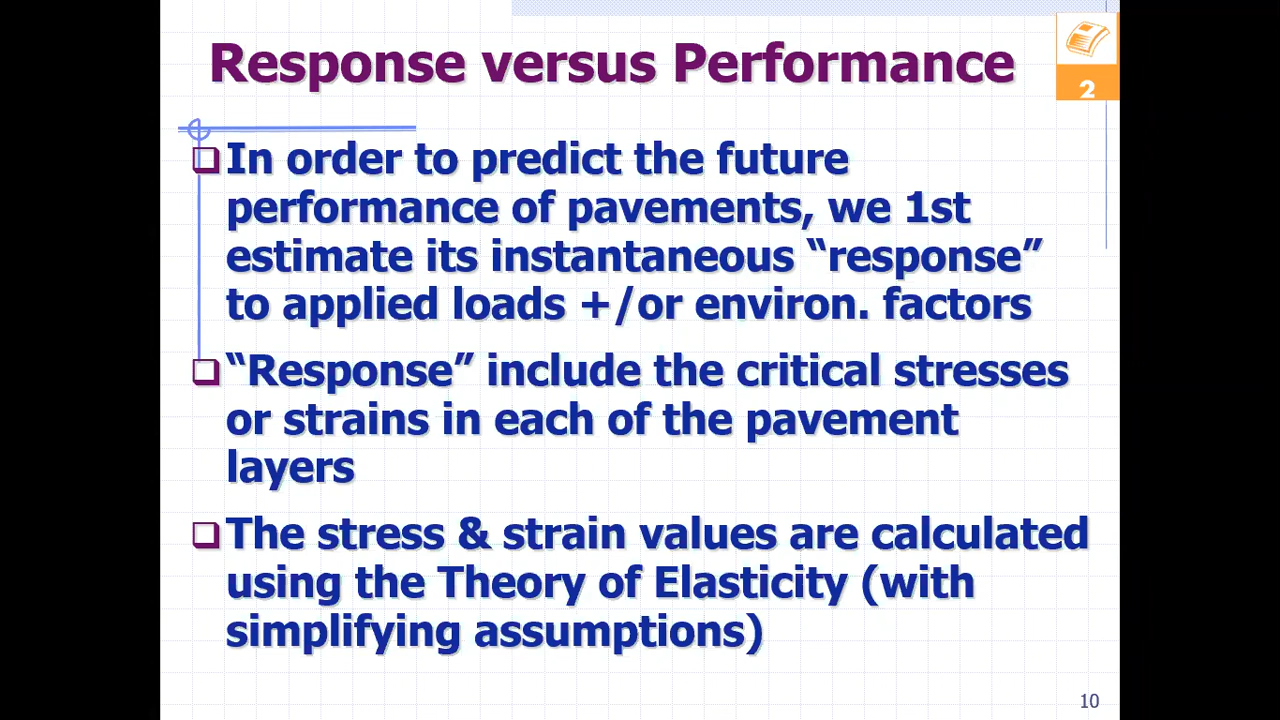 Response versus Performance
2
In order to predict the future
performance of pavements, we 1st
estimate its instantaneous “response”
to applied loads +/or environ. factors
“Response” include the critical stresses
or strains in each of the pavement
layers
The stress & strain values are calculated
using the Theory of Elasticity (with
simplifying assumptions)
10